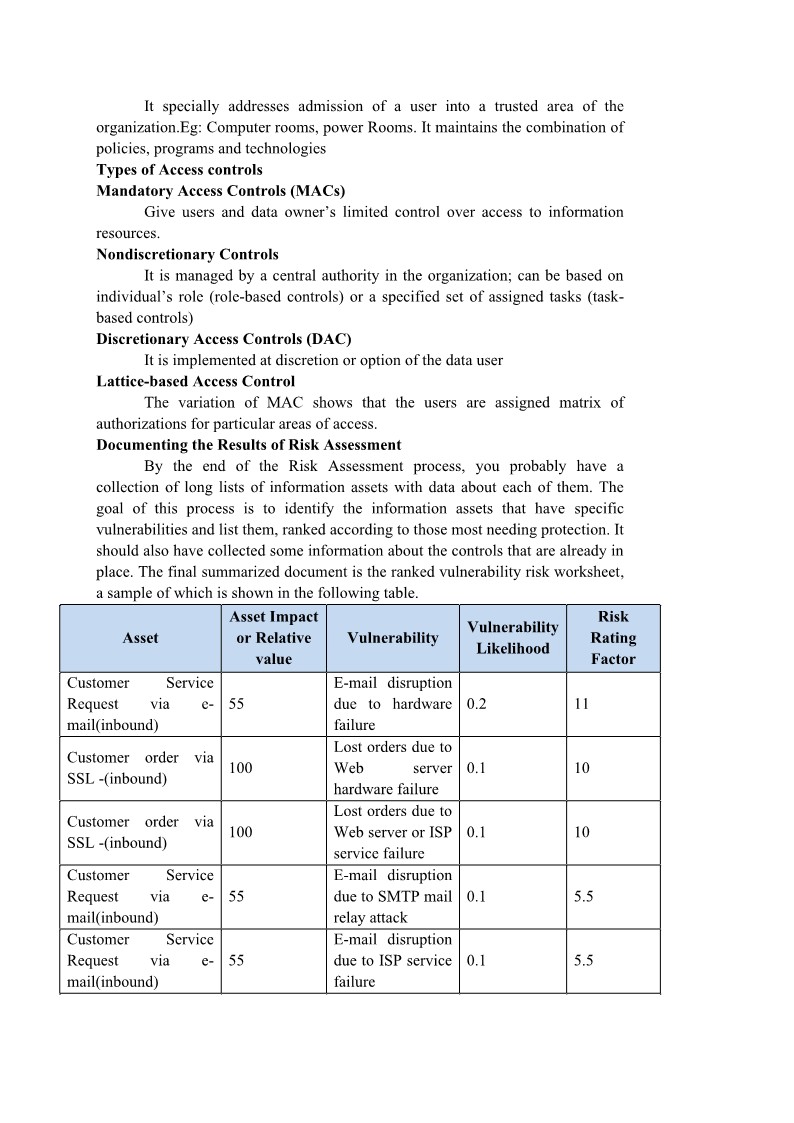 It specially addresses admission of a user into a trusted area of the
organization.Eg: Computer rooms, power Rooms. It maintains the combination of
policies, programs and technologies
Types of Access controls
Mandatory Access Controls (MACs)
Give users and data owner’s limited control over access to information
resources.
Nondiscretionary Controls
It is managed by a central authority in the organization; can be based on
individual’s role (role-based controls) or a specified set of assigned tasks (task-
based controls)
Discretionary Access Controls (DAC)
It is implemented at discretion or option of the data user
Lattice-based Access Control
The variation of MAC shows that the users are assigned matrix of
authorizations for particular areas of access.
Documenting the Results of Risk Assessment
By the end of the Risk Assessment process, you probably have a
collection of long lists of information assets with data about each of them. The
goal of this process is to identify the information assets that have specific
vulnerabilities and list them, ranked according to those most needing protection. It
should also have collected some information about the controls that are already in
place. The final summarized document is the ranked vulnerability risk worksheet,
a sample of which is shown in the following table.
Asset
Asset Impact
or Relative
value
Vulnerability
Vulnerability
Likelihood
Risk
Rating
Factor
Customer Service
Request via e-
mail(inbound)
55
E-mail disruption
due to hardware
failure
0.2
11
Customer order via
SSL -(inbound)
100
Lost orders due to
Web server
hardware failure
0.1
10
Customer order via
SSL -(inbound)
100
Lost orders due to
Web server or ISP
service failure
0.1
10
Customer Service
Request via e-
mail(inbound)
55
E-mail disruption
due to SMTP mail
relay attack
0.1
5.5
Customer Service
Request via e-
mail(inbound)
55
E-mail disruption
due to ISP service
failure
0.1
5.5